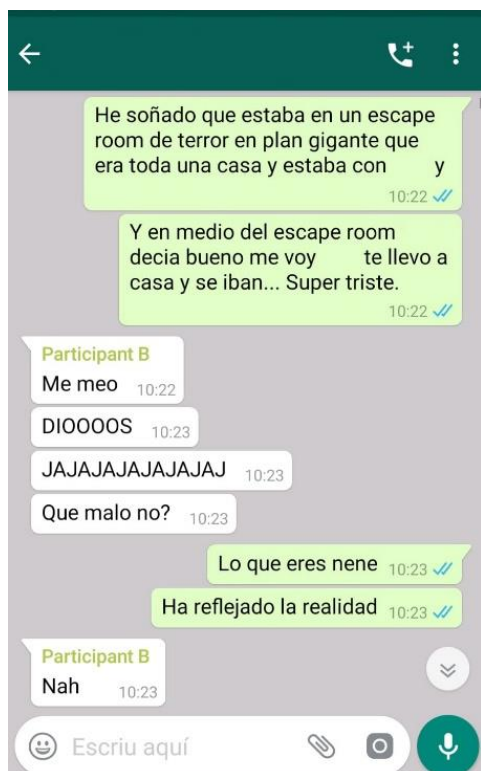 He soñado que estaba en un escape
room de terror en plan gigante que
era toda una casa y estaba con y
10:22
Y en medio del escape room
decia bueno me voy te llevo a
casa y se iban... Super triste.
10:22
Participant B
Me meo 10:22
DIOOOOS 10:23
JAJAJAJAJAJAJAJ 10:23
Que malo no? 10:23
Lo que eres nene 10:23
Ha reflejado la realidad 10:23
Participant B
Nah 10:23
Escriu aquí